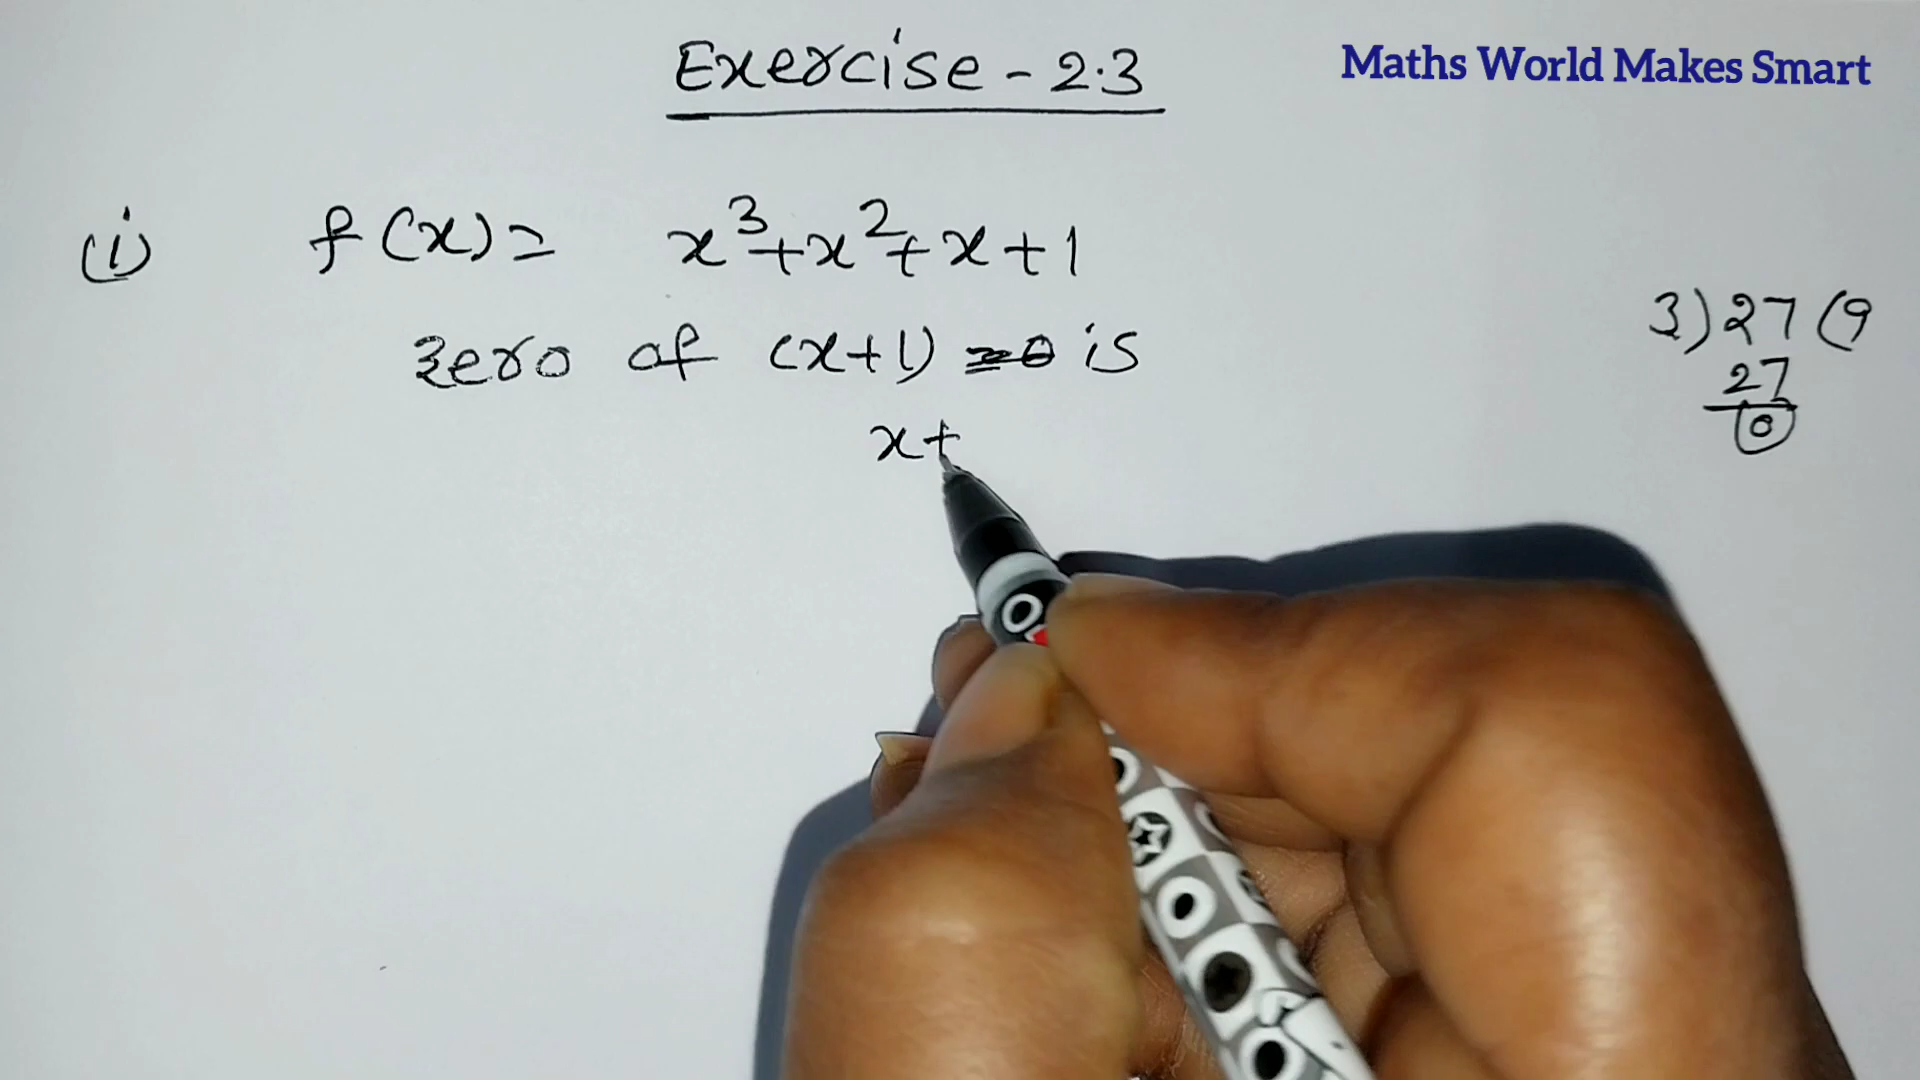 Exercise - 2.3
Maths World Makes Smart
(i) f(x) = x³+x²+x+1
zero of (x+1) =0 is
x+
3)27(9
27
0